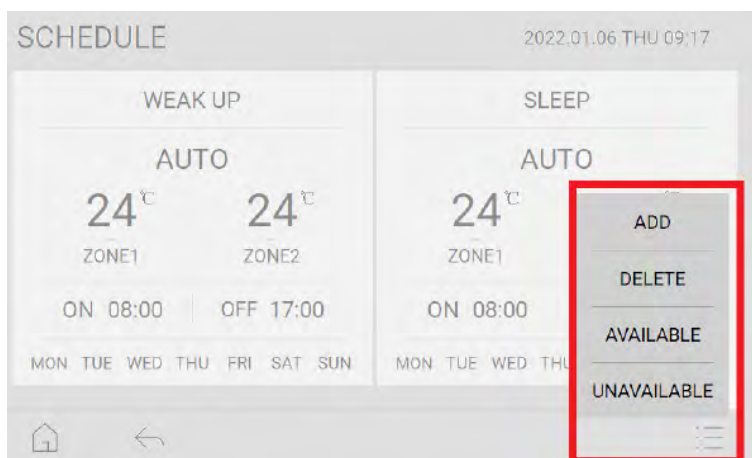 SCHEDULE
2022.01.06 THU 09:17
WEAK UP
AUTO
24℃ 24℃
ZONE1 ZONE2
ON 08:00 OFF 17:00
MON TUE WED THU FRI SAT SUN
SLEEP
AUTO
24℃
ZONE1
ON 08:00
MON TUE WED
ADD
DELETE
AVAILABLE
UNAVAILABLE